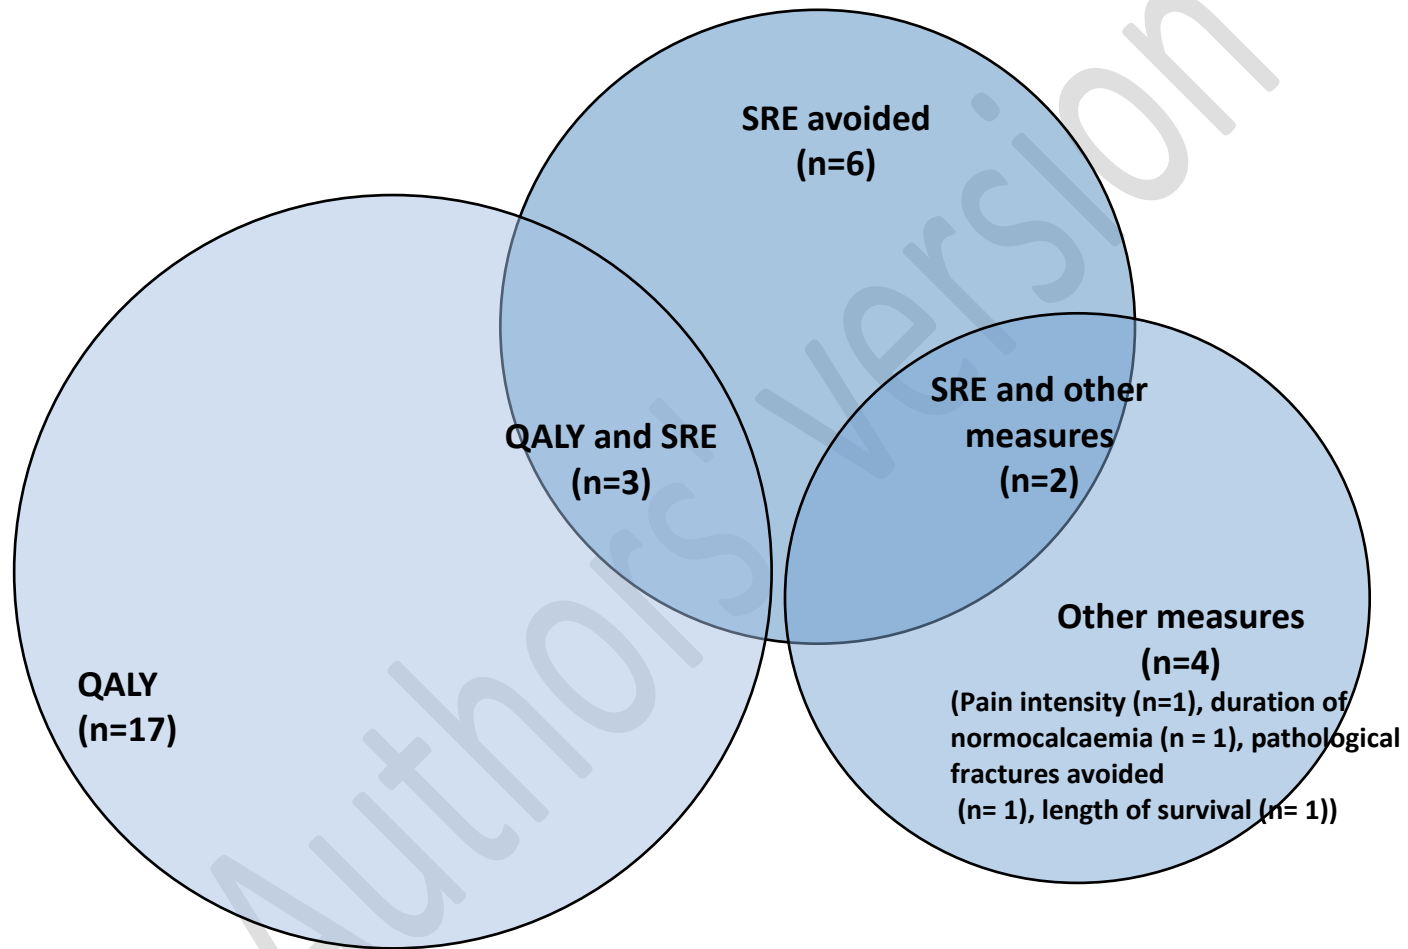 SRE avoided
(n=6)
SRE and other
measures
(n=2)
QALY and SRE
(n=3)
Other measures
(n=4)
(Pain intensity (n=1), duration of
normocalcaemia (n = 1), pathological
fractures avoided
(n= 1), length of survival (n= 1))
QALY
(n=17)
Authors' version